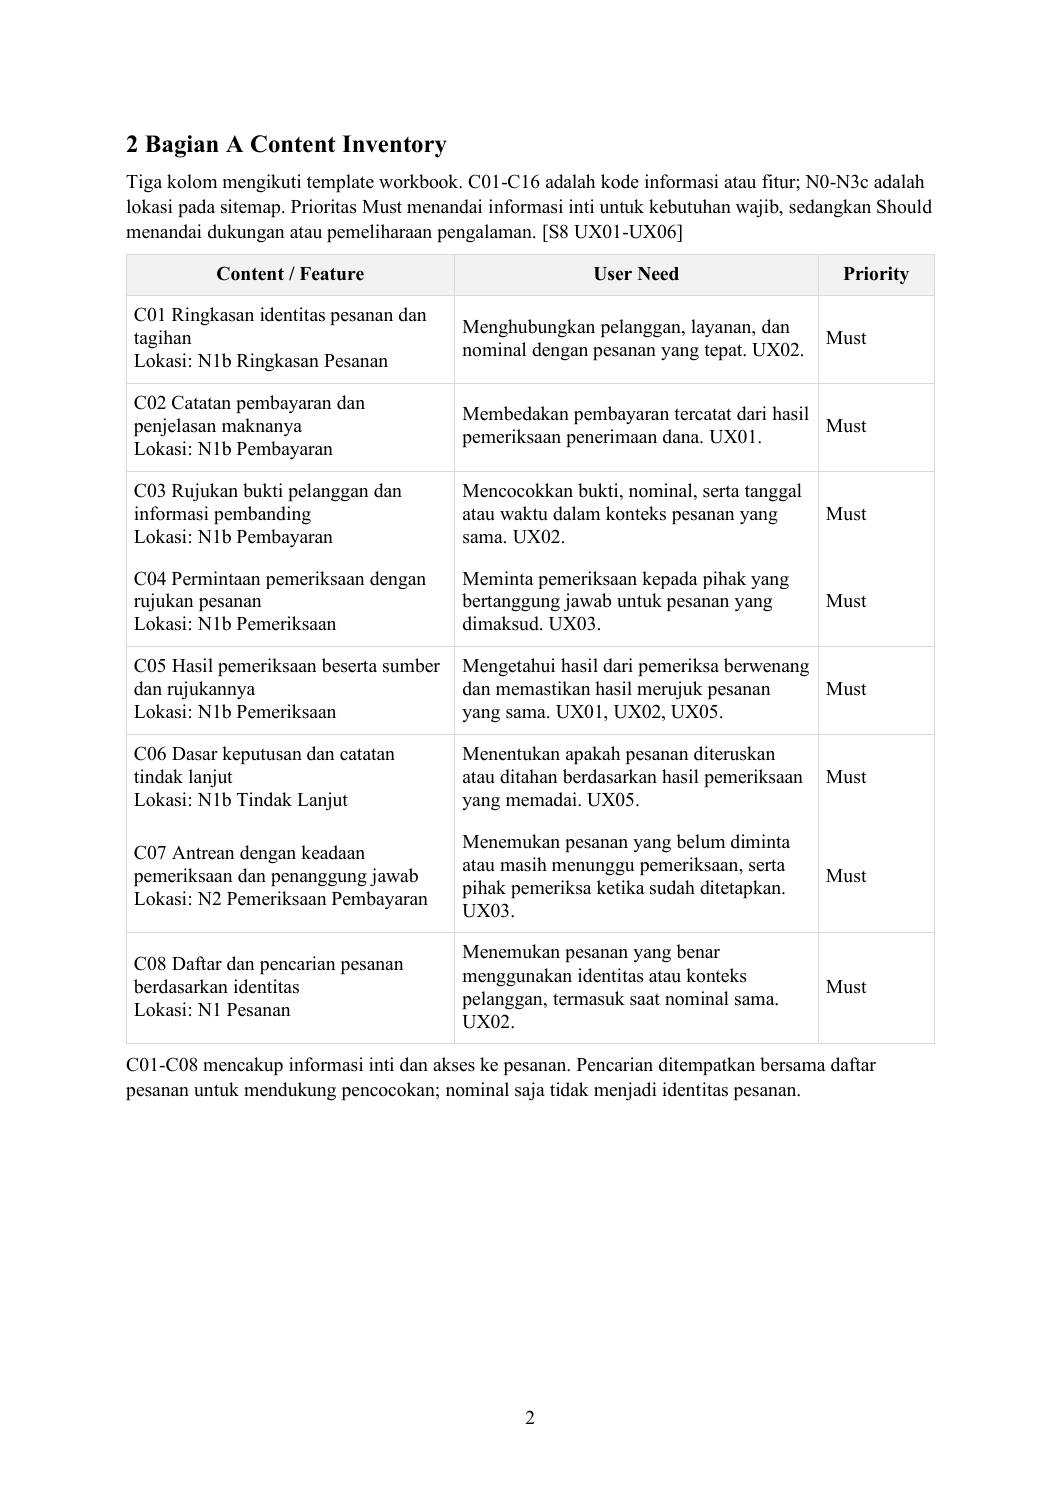 2 Bagian A Content Inventory
Tiga kolom mengikuti template workbook. C01-C16 adalah kode informasi atau fitur; N0-N3c adalah
lokasi pada sitemap. Prioritas Must menandai informasi inti untuk kebutuhan wajib, sedangkan Should
menandai dukungan atau pemeliharaan pengalaman. [S8 UX01-UX06]
Content / Feature
User Need
Priority
C01 Ringkasan identitas pesanan dan
tagihan
Lokasi: N1b Ringkasan Pesanan
Menghubungkan pelanggan, layanan, dan
nominal dengan pesanan yang tepat. UX02.
Must
C02 Catatan pembayaran dan
penjelasan maknanya
Lokasi: N1b Pembayaran
Membedakan pembayaran tercatat dari hasil
pemeriksaan penerimaan dana. UX01.
Must
C03 Rujukan bukti pelanggan dan
informasi pembanding
Lokasi: N1b Pembayaran
Mencocokkan bukti, nominal, serta tanggal
atau waktu dalam konteks pesanan yang
sama. UX02.
Must
C04 Permintaan pemeriksaan dengan
rujukan pesanan
Lokasi: N1b Pemeriksaan
Meminta pemeriksaan kepada pihak yang
bertanggung jawab untuk pesanan yang
dimaksud. UX03.
Must
C05 Hasil pemeriksaan beserta sumber
dan rujukannya
Lokasi: N1b Pemeriksaan
Mengetahui hasil dari pemeriksa berwenang
dan memastikan hasil merujuk pesanan
yang sama. UX01, UX02, UX05.
Must
C06 Dasar keputusan dan catatan
tindak lanjut
Lokasi: N1b Tindak Lanjut
Menentukan apakah pesanan diteruskan
atau ditahan berdasarkan hasil pemeriksaan
yang memadai. UX05.
Must
C07 Antrean dengan keadaan
pemeriksaan dan penanggung jawab
Lokasi: N2 Pemeriksaan Pembayaran
Menemukan pesanan yang belum diminta
atau masih menunggu pemeriksaan, serta
pihak pemeriksa ketika sudah ditetapkan.
UX03.
Must
C08 Daftar dan pencarian pesanan
berdasarkan identitas
Lokasi: N1 Pesanan
Menemukan pesanan yang benar
menggunakan identitas atau konteks
pelanggan, termasuk saat nominal sama.
UX02.
Must
C01-C08 mencakup informasi inti dan akses ke pesanan. Pencarian ditempatkan bersama daftar
pesanan untuk mendukung pencocokan; nominal saja tidak menjadi identitas pesanan.
2